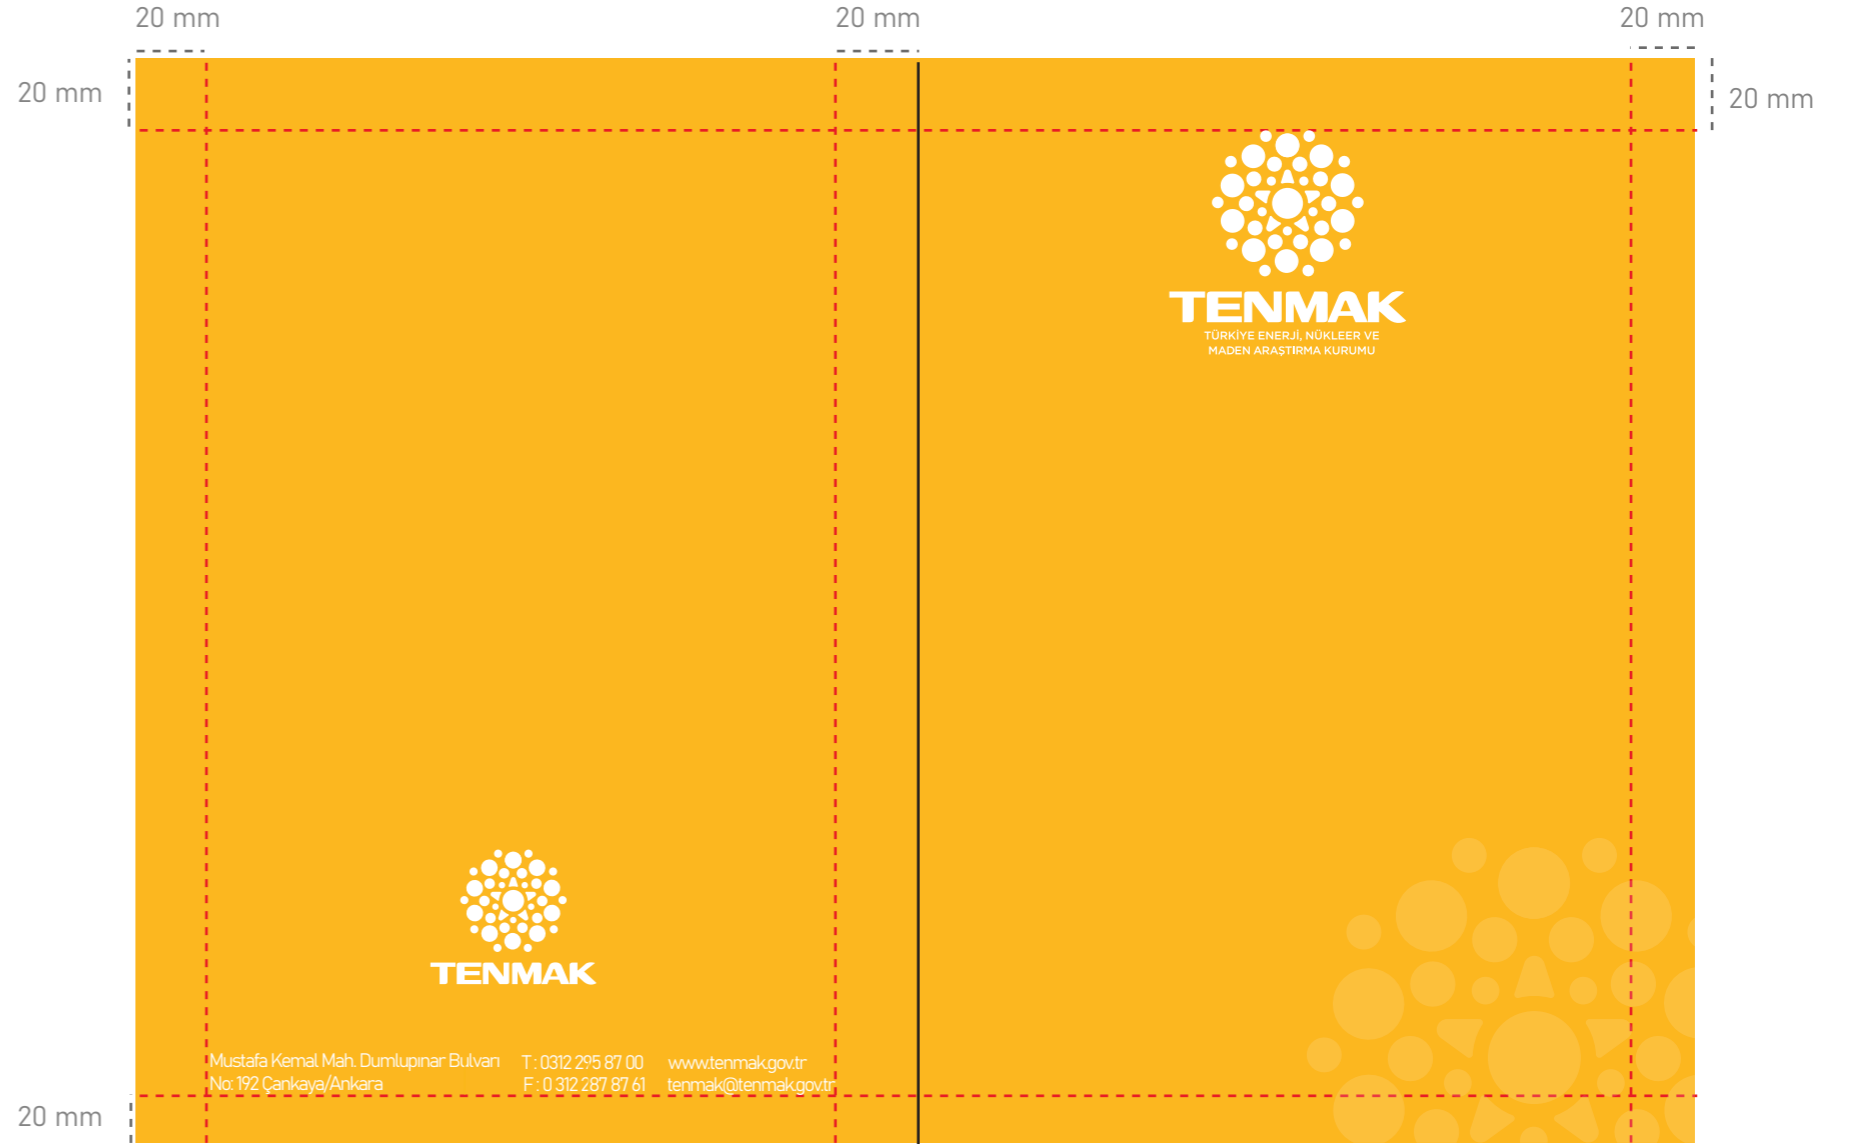 20 mm
20 mm
20 mm
20 mm
20 mm
TENMAK
TÜRKİYE ENERJİ, NÜKLEER VE
MADEN ARAŞTIRMA KURUMU
TENMAK
Mustafa Kemal Mah. Dumlupınar Bulvarı
No: 192 Çankaya/Ankara
T : 0312 295 87 00
F : 0 312 287 87 61
www.tenmak.gov.tr
tenmak@tenmak.gov.tr
20 mm